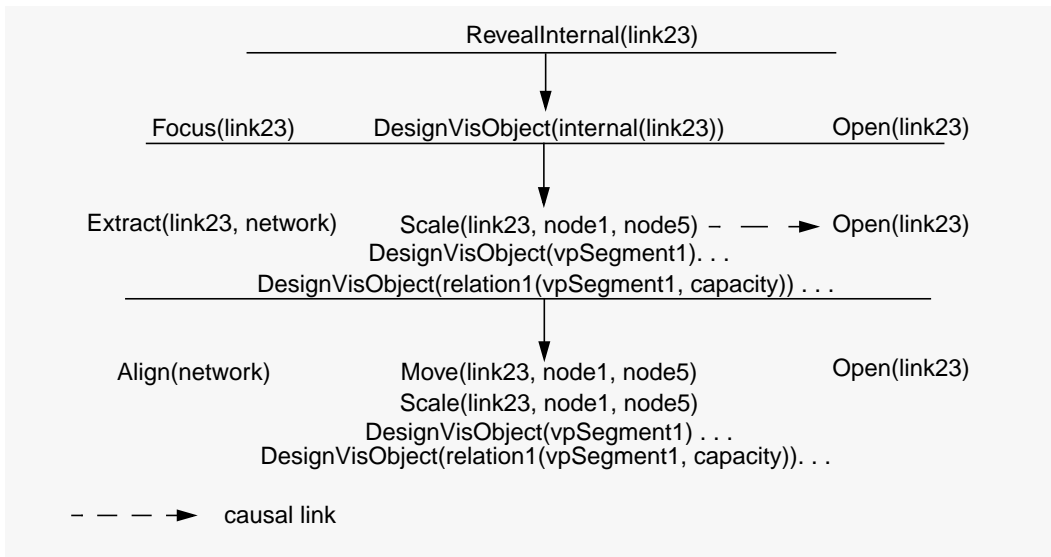 RevealInternal(link23)
Focus(link23) DesignVisObject(internal(link23)) Open(link23)
Extract(link23, network) Scale(link23, node1, node5) Open(link23)
DesignVisObject(vpSegment1). . .
DesignVisObject(relation1(vpSegment1, capacity)) . . .
Align(network) Move(link23, node1, node5) Open(link23)
Scale(link23, node1, node5)
DesignVisObject(vpSegment1) . . .
DesignVisObject(relation1(vpSegment1, capacity)). . .
causal link